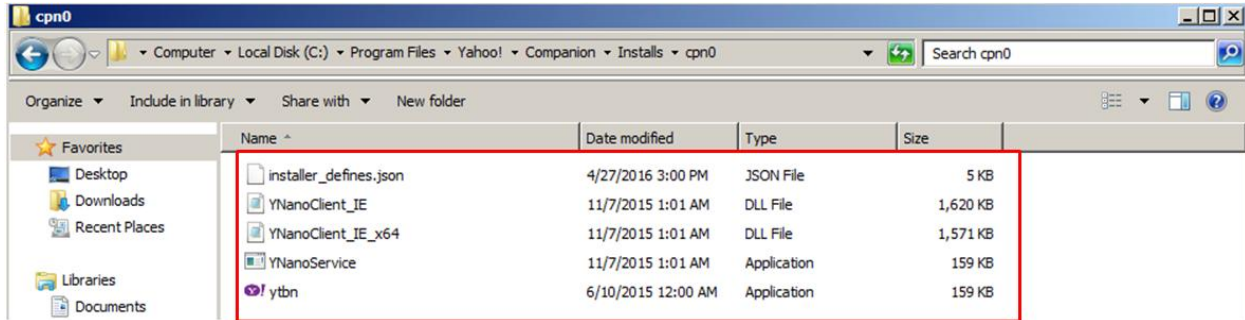 cpn0
Computer Local Disk (C:) Program Files Yahoo! Companion Installs cpn0 Search cpn0
Organize Include in library Share with New folder
Favorites Name Date modified Type Size
Desktop installer_defines.json 4/27/2016 3:00 PM JSON File 5 KB
Downloads YNanoClient_IE 11/7/2015 1:01 AM DLL File 1,620 KB
Recent Places YNanoClient_IE_x64 11/7/2015 1:01 AM DLL File 1,571 KB
YNanoService 11/7/2015 1:01 AM Application 159 KB
Libraries Y! ytbn 6/10/2015 12:00 AM Application 159 KB
Documents